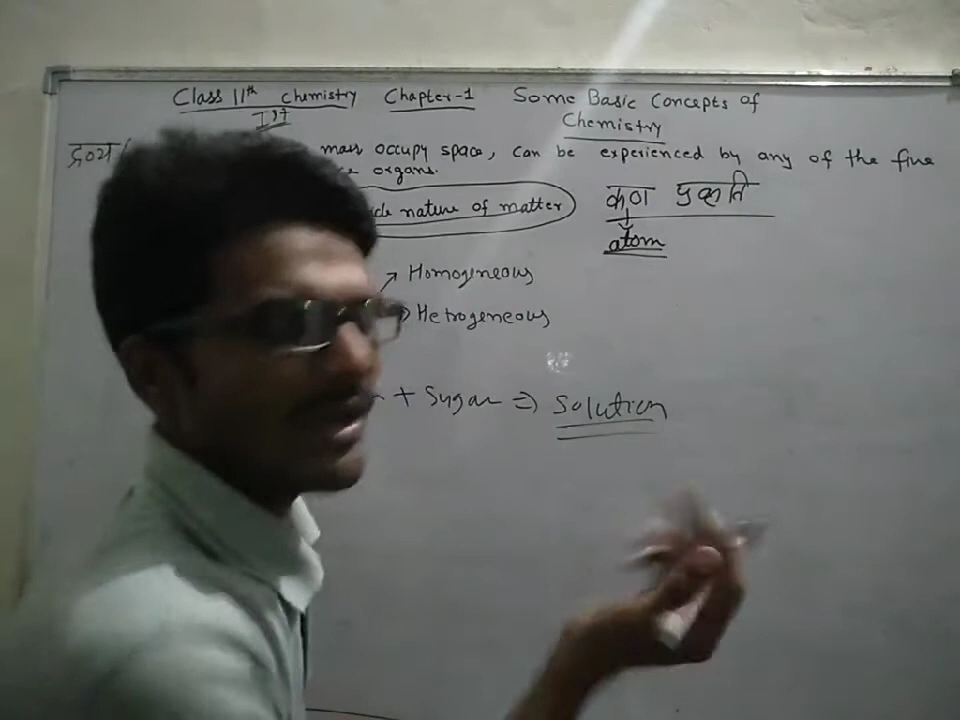 Class 11th Chemistry Chapter-1 Some Basic Concepts of
Chemistry
Ist
द्रव्य mass occupy space, can be experienced by any of the five
organs.
nature of matter
कण प्रकृति
atom
Homogeneous
Hetrogeneous
+ Sugar ⇒ Solution